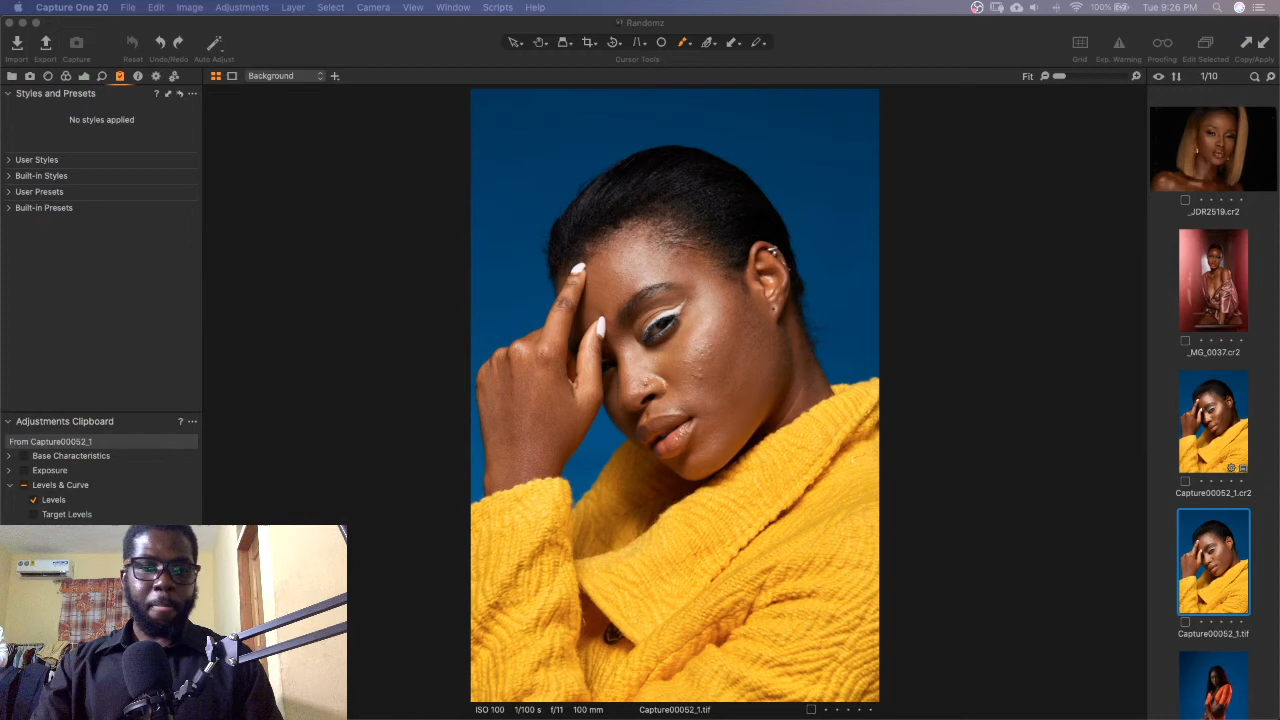 Capture One 20 File Edit Image Adjustments Layer Select Camera View Window Scripts Help
100% Tue 9:26 PM
Randomz
Import Export Capture Reset Undo/Redo Auto Adjust
Cursor Tools
Grid Exp. Warning Proofing Edit Selected Copy/Apply
Background
Fit
1/10
Styles and Presets
?
No styles applied
User Styles
Built-in Styles
User Presets
Built-in Presets
Adjustments Clipboard
?
From Capture00052_1
Base Characteristics
Exposure
Levels & Curve
Levels
Target Levels
ISO 100 1/100 s f/11 100 mm Capture00052_1.tif
_JDR2519.cr2
_MG_0037.cr2
Capture00052_1.cr2
Capture00052_1.tif